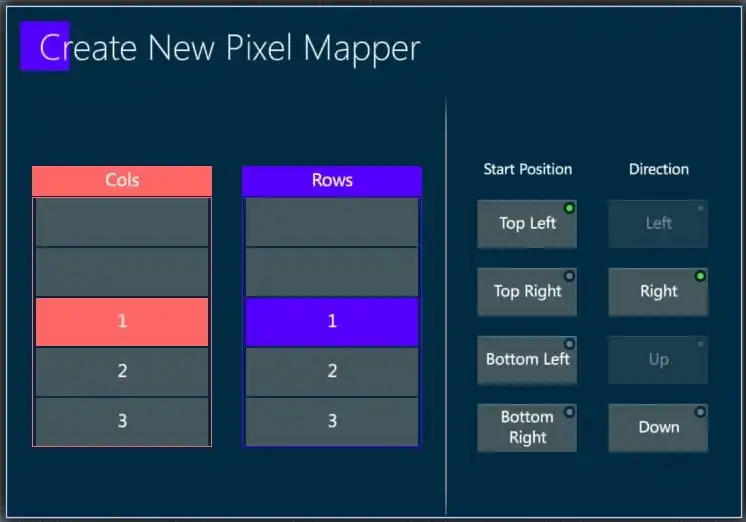 Create New Pixel Mapper
Cols
1
2
3
Rows
1
2
3
Start Position
Top Left
Top Right
Bottom Left
Bottom
Right
Direction
Left
Right
Up
Down